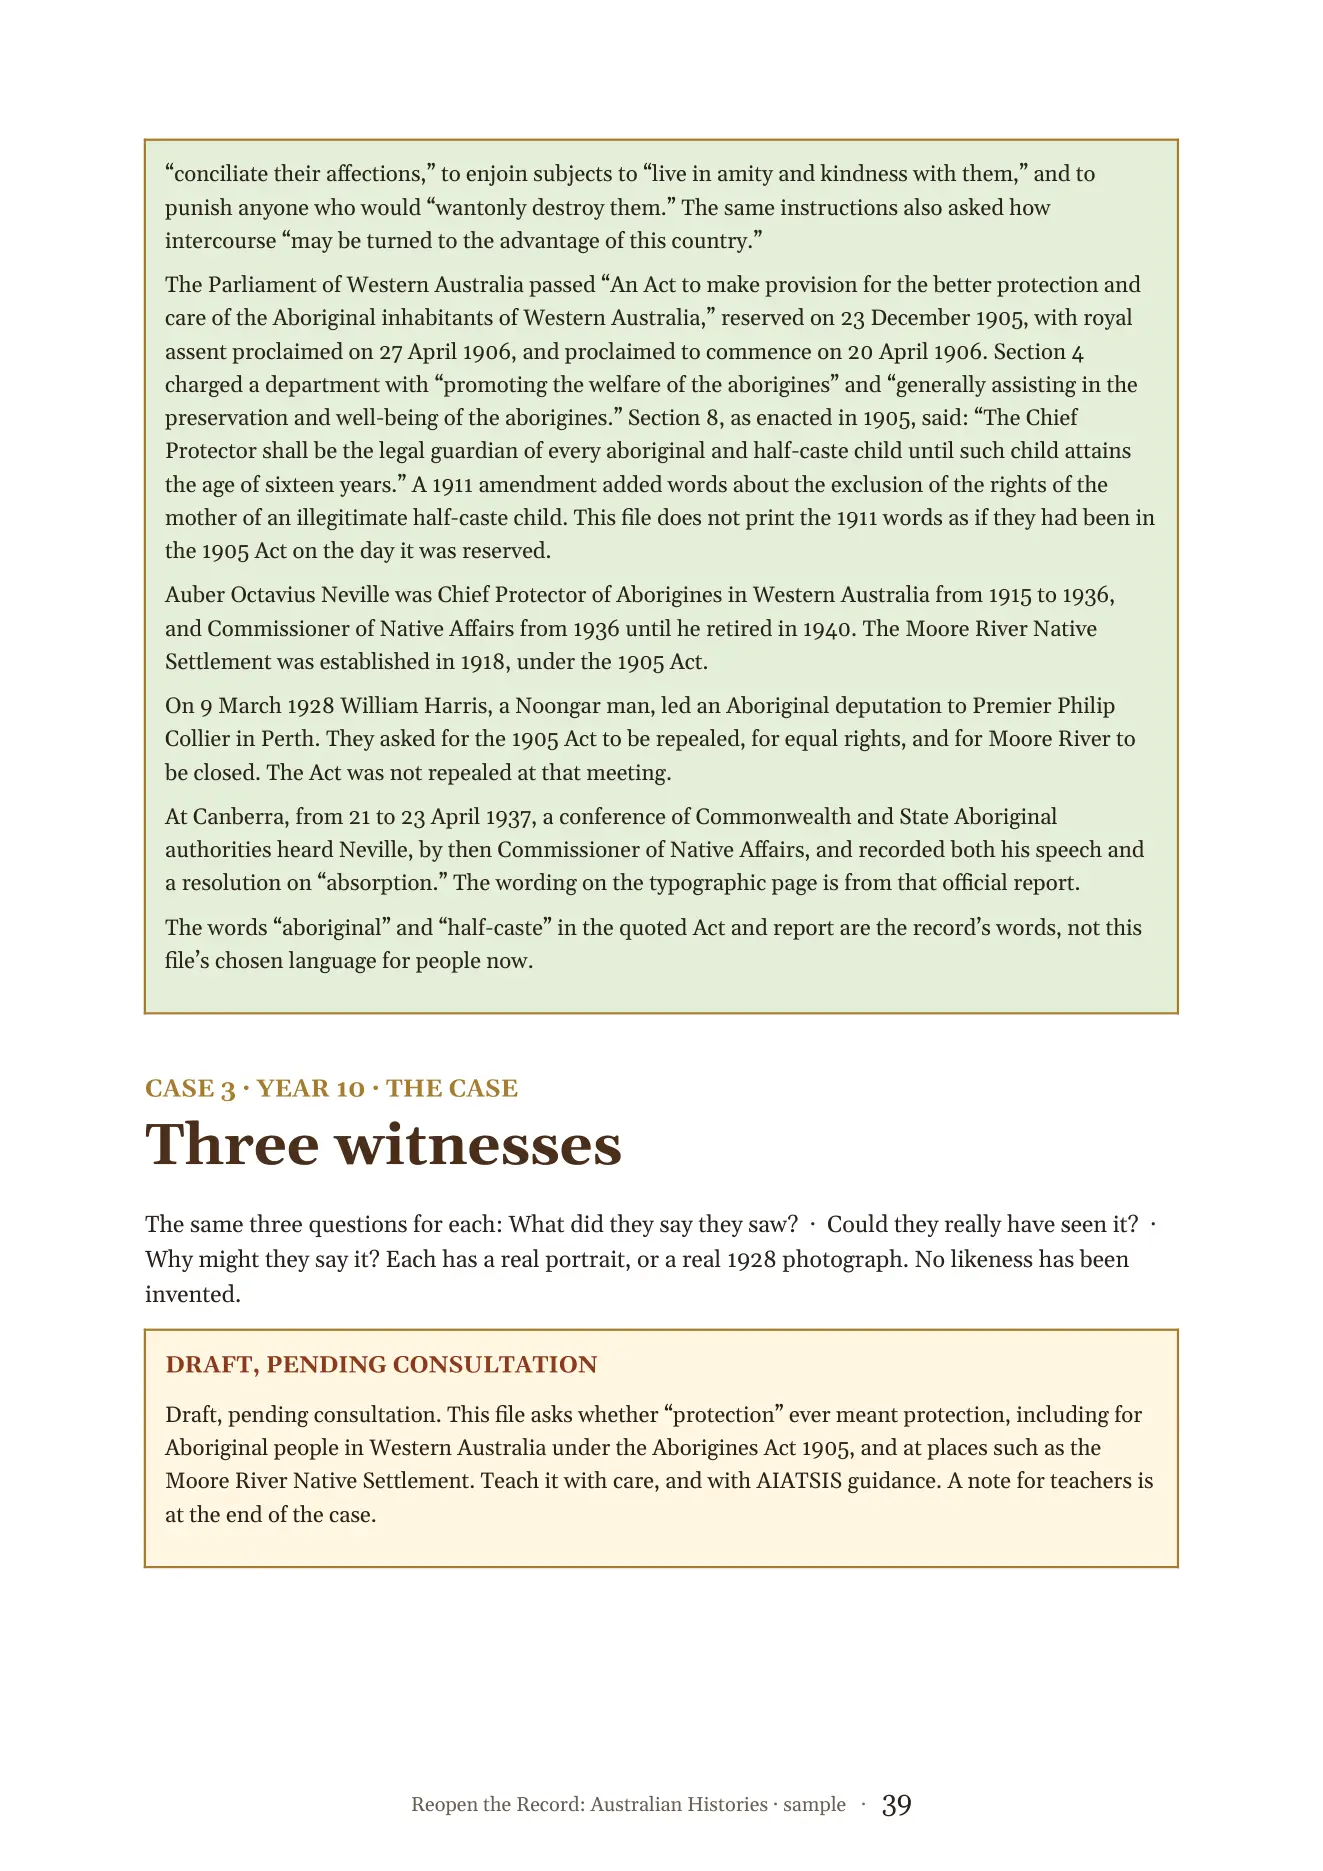 “conciliate their affections,” to enjoin subjects to “live in amity and kindness with them,” and to
punish anyone who would “wantonly destroy them.” The same instructions also asked how
intercourse “may be turned to the advantage of this country.”
The Parliament of Western Australia passed “An Act to make provision for the better protection and
care of the Aboriginal inhabitants of Western Australia,” reserved on 23 December 1905, with royal
assent proclaimed on 27 April 1906, and proclaimed to commence on 20 April 1906. Section 4
charged a department with “promoting the welfare of the aborigines” and “generally assisting in the
preservation and well-being of the aborigines.” Section 8, as enacted in 1905, said: “The Chief
Protector shall be the legal guardian of every aboriginal and half-caste child until such child attains
the age of sixteen years.” A 1911 amendment added words about the exclusion of the rights of the
mother of an illegitimate half-caste child. This file does not print the 1911 words as if they had been in
the 1905 Act on the day it was reserved.
Auber Octavius Neville was Chief Protector of Aborigines in Western Australia from 1915 to 1936,
and Commissioner of Native Affairs from 1936 until he retired in 1940. The Moore River Native
Settlement was established in 1918, under the 1905 Act.
On 9 March 1928 William Harris, a Noongar man, led an Aboriginal deputation to Premier Philip
Collier in Perth. They asked for the 1905 Act to be repealed, for equal rights, and for Moore River to
be closed. The Act was not repealed at that meeting.
At Canberra, from 21 to 23 April 1937, a conference of Commonwealth and State Aboriginal
authorities heard Neville, by then Commissioner of Native Affairs, and recorded both his speech and
a resolution on “absorption.” The wording on the typographic page is from that official report.
The words “aboriginal” and “half-caste” in the quoted Act and report are the record’s words, not this
file’s chosen language for people now.
CASE 3 · YEAR 10 · THE CASE
Three witnesses
The same three questions for each: What did they say they saw? · Could they really have seen it? ·
Why might they say it? Each has a real portrait, or a real 1928 photograph. No likeness has been
invented.
DRAFT, PENDING CONSULTATION
Draft, pending consultation. This file asks whether “protection” ever meant protection, including for
Aboriginal people in Western Australia under the Aborigines Act 1905, and at places such as the
Moore River Native Settlement. Teach it with care, and with AIATSIS guidance. A note for teachers is
at the end of the case.
Reopen the Record: Australian Histories · sample · 39